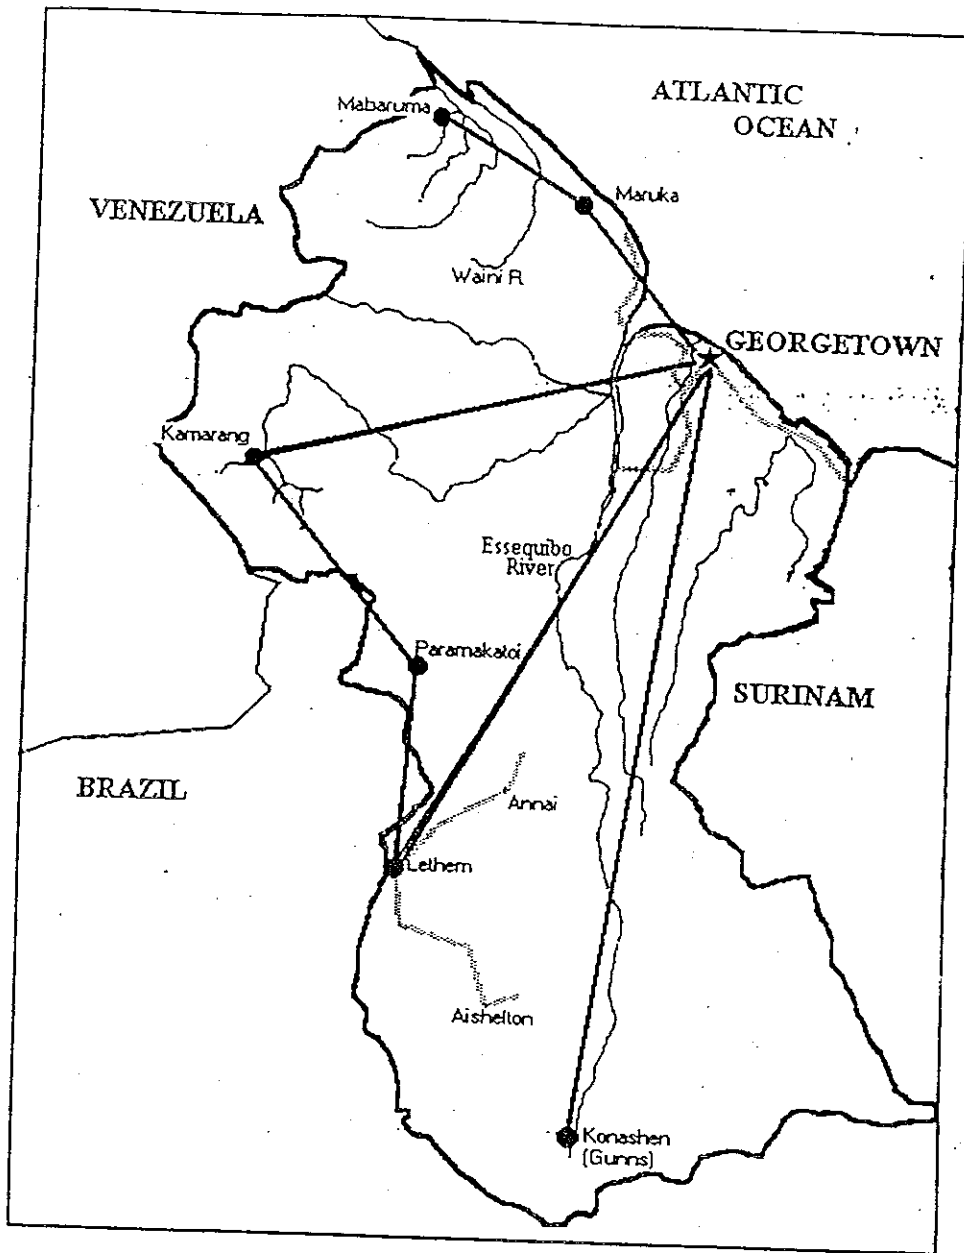 ATLANTIC
OCEAN
Mabaruma
Maruka
VENEZUELA
Waini R.
GEORGETOWN
Kamarang
Essequibo
River
Paramakatoi
SURINAM
BRAZIL
Annai
Lethem
Aishelton
Konashen
(Gunns)